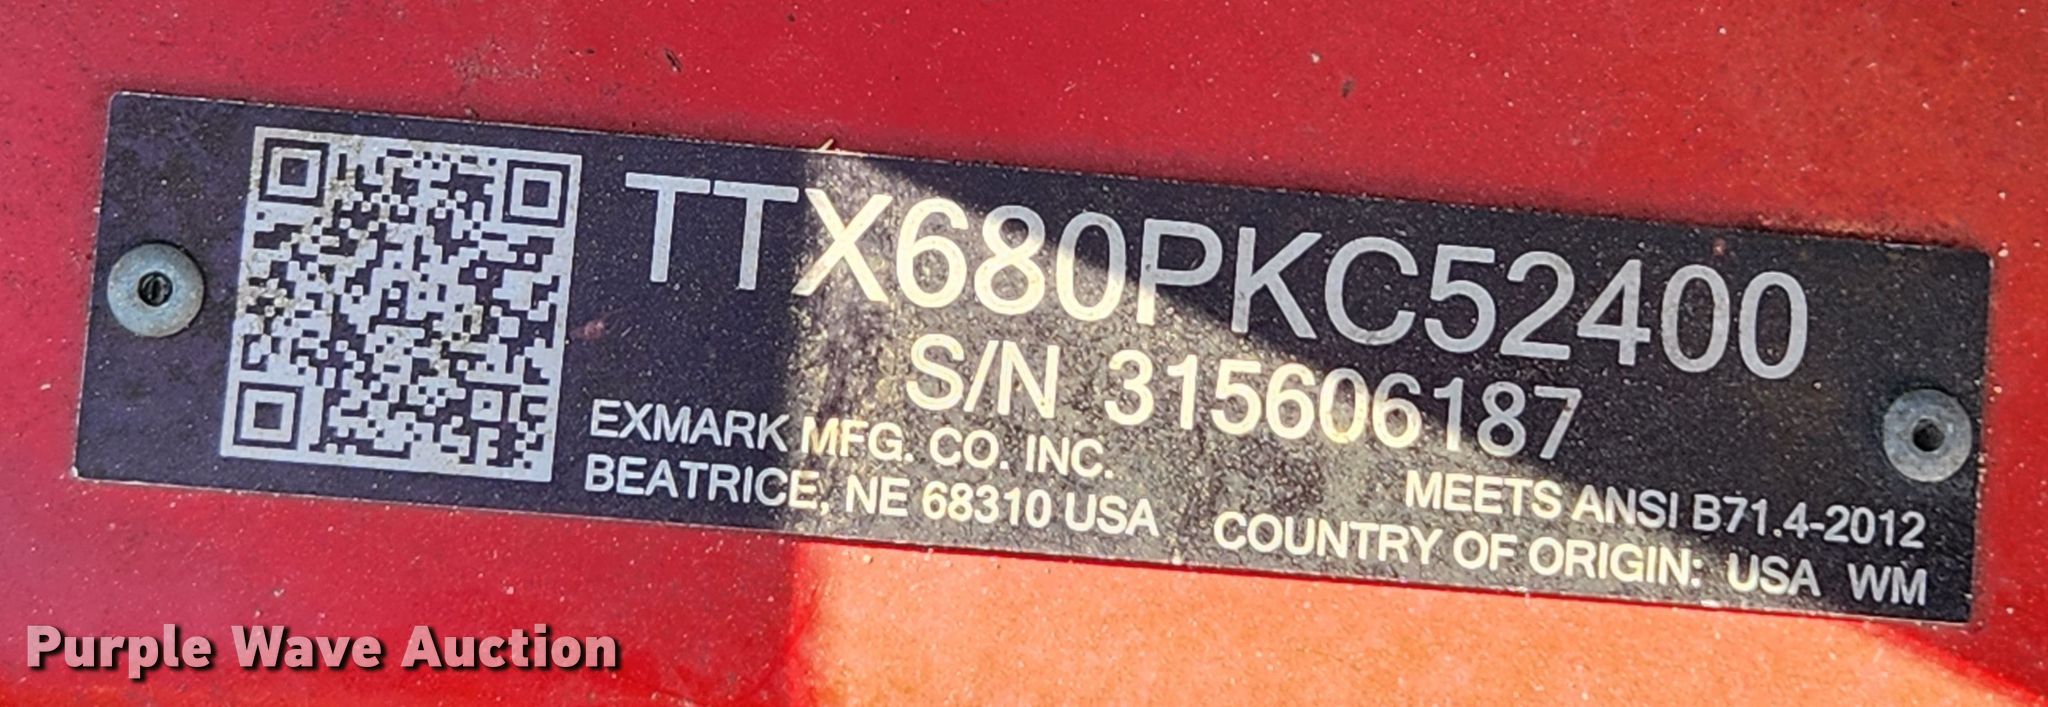 TTX680PKC52400
S/N 315606187
EXMARK MFG. CO. INC.
BEATRICE, NE 68310 USA
MEETS ANSI B71.4-2012
COUNTRY OF ORIGIN: USA WM
Purple Wave Auction